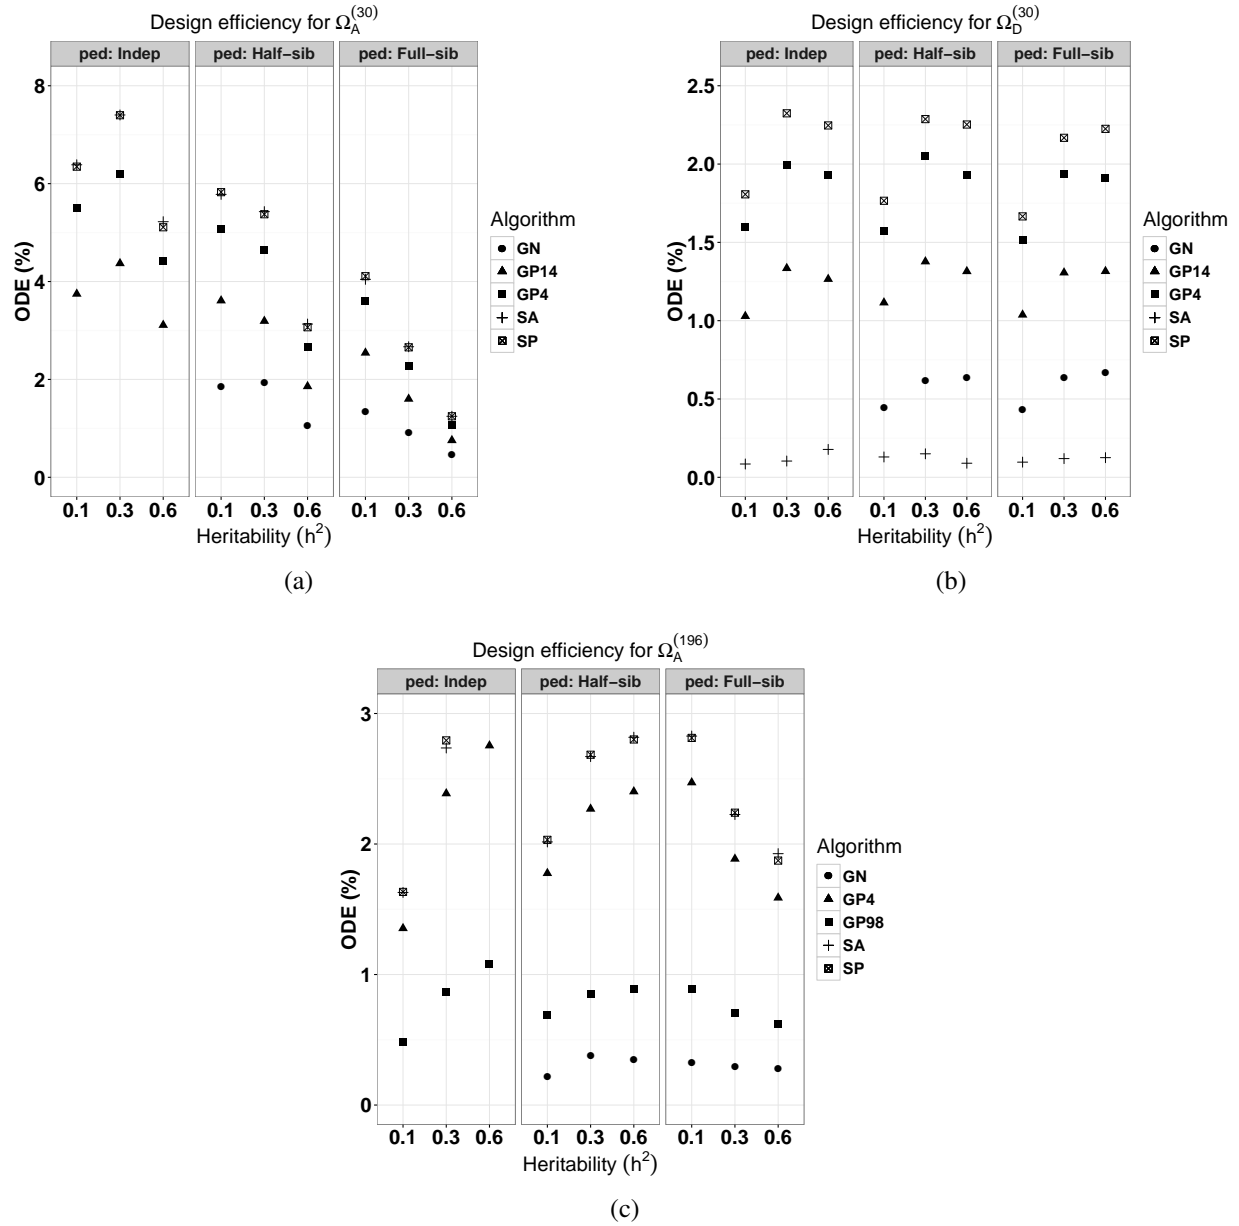 Design efficiency for Ω_A^(30)
ped: Indep ped: Half−sib ped: Full−sib
8
6
4
2
0
ODE (%)
0.1 0.3 0.6 0.1 0.3 0.6 0.1 0.3 0.6
Heritability (h²)
Algorithm
GN
GP14
GP4
SA
SP
(a)
Design efficiency for Ω_D^(30)
ped: Indep ped: Half−sib ped: Full−sib
2.5
2.0
1.5
1.0
0.5
0.0
ODE (%)
0.1 0.3 0.6 0.1 0.3 0.6 0.1 0.3 0.6
Heritability (h²)
Algorithm
GN
GP14
GP4
SA
SP
(b)
Design efficiency for Ω_A^(196)
ped: Indep ped: Half−sib ped: Full−sib
3
2
1
0
ODE (%)
0.1 0.3 0.6 0.1 0.3 0.6 0.1 0.3 0.6
Heritability (h²)
Algorithm
GN
GP4
GP98
SA
SP
(c)